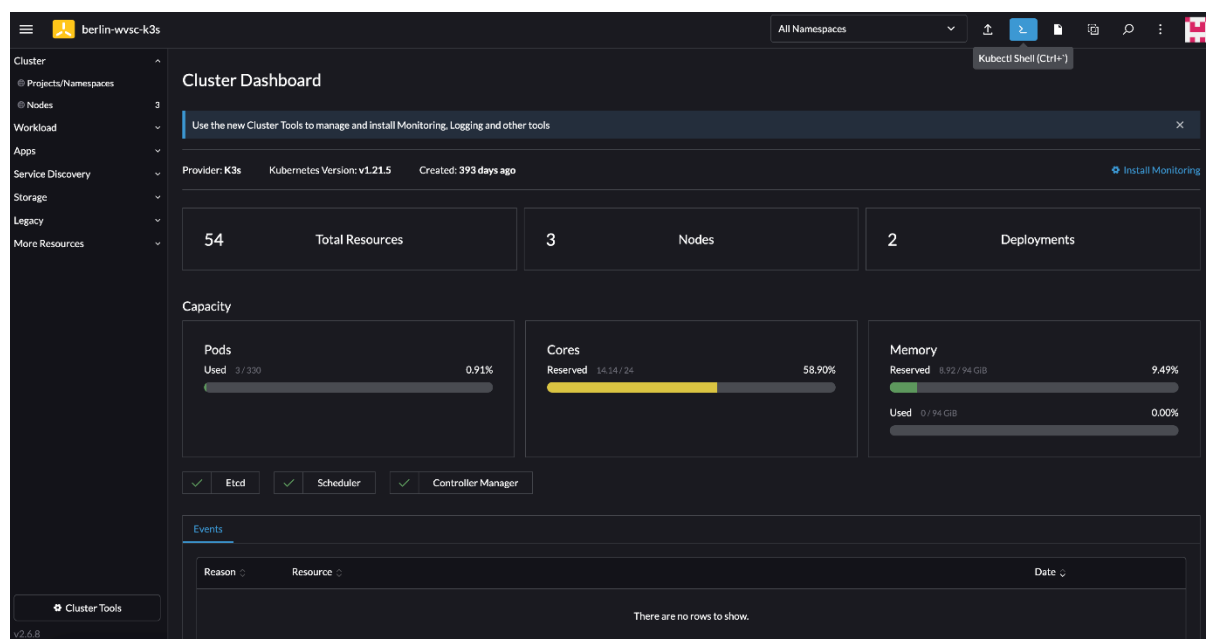 berlin-wvsc-k3s
All Namespaces
Kubectl Shell (Ctrl+`)
Cluster
Projects/Namespaces
Nodes 3
Workload
Apps
Service Discovery
Storage
Legacy
More Resources
Cluster Tools
v2.6.8
Cluster Dashboard
Use the new Cluster Tools to manage and install Monitoring, Logging and other tools
Provider: K3s Kubernetes Version: v1.21.5 Created: 393 days ago Install Monitoring
54 Total Resources 3 Nodes 2 Deployments
Capacity
Pods
Used 3/330 0.91%
Cores
Reserved 14.14/24 58.90%
Memory
Reserved 8.92/94 GiB 9.49%
Used 0/94 GiB 0.00%
Etcd Scheduler Controller Manager
Events
Reason Resource Date
There are no rows to show.